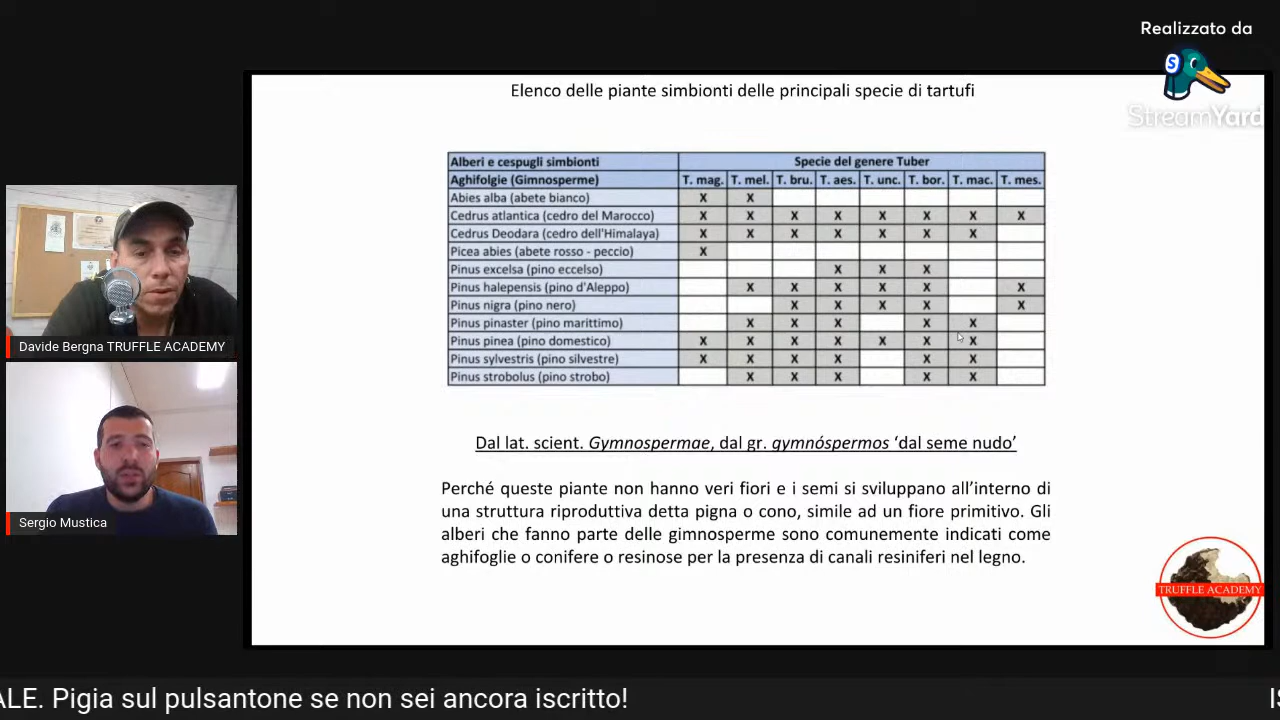 Realizzato da
StreamYard
Elenco delle piante simbionti delle principali specie di tartufi
Alberi e cespugli simbionti Specie del genere Tuber
Aghifolgie (Gimnosperme) T. mag. T. mel. T. bru. T. aes. T. unc. T. bor. T. mac. T. mes.
Abies alba (abete bianco) X X
Cedrus atlantica (cedro del Marocco) X X X X X X X X
Cedrus Deodara (cedro dell'Himalaya) X X X X X X X
Picea abies (abete rosso - peccio) X
Pinus excelsa (pino eccelso) X X X
Pinus halepensis (pino d'Aleppo) X X X X X X
Pinus nigra (pino nero) X X X X X
Pinus pinaster (pino marittimo) X X X X X
Pinus pinea (pino domestico) X X X X X X X
Pinus sylvestris (pino silvestre) X X X X X X
Pinus strobolus (pino strobo) X X X X X
Dal lat. scient. Gymnospermae, dal gr. gymnóspermos ‘dal seme nudo’
Perché queste piante non hanno veri fiori e i semi si sviluppano all’interno di
una struttura riproduttiva detta pigna o cono, simile ad un fiore primitivo. Gli
alberi che fanno parte delle gimnosperme sono comunemente indicati come
aghifoglie o conifere o resinose per la presenza di canali resiniferi nel legno.
Davide Bergna TRUFFLE ACADEMY
Sergio Mustica
TRUFFLE ACADEMY
ALE. Pigia sul pulsantone se non sei ancora iscritto! IS